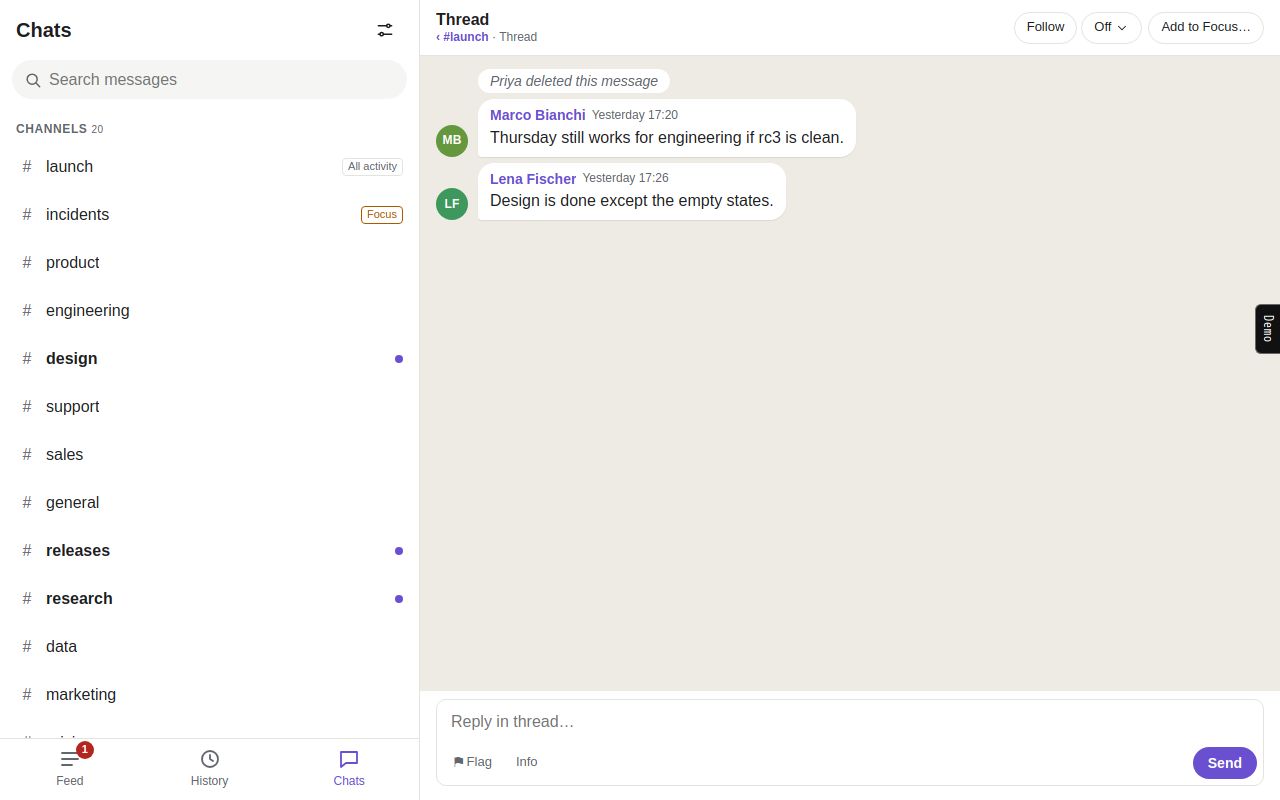 Chats
Search messages
CHANNELS 20
# launch All activity
# incidents Focus
# product
# engineering
# design
# support
# sales
# general
# releases
# research
# data
# marketing
1
Feed
History
Chats
Thread
‹ #launch · Thread
Follow
Off
Add to Focus…
Priya deleted this message
MB
Marco Bianchi Yesterday 17:20
Thursday still works for engineering if rc3 is clean.
LF
Lena Fischer Yesterday 17:26
Design is done except the empty states.
Demo
Reply in thread…
Flag
Info
Send